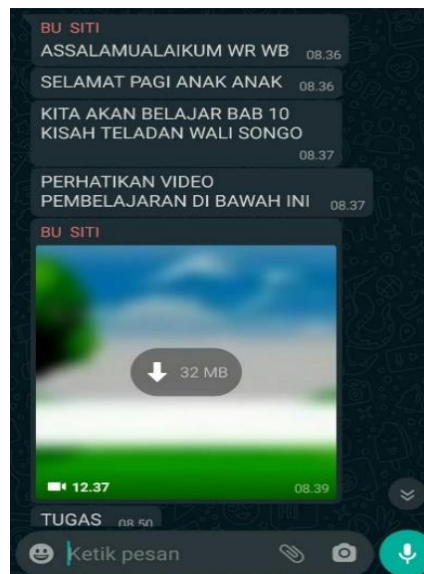 BU SITI
ASSALAMUALAIKUM WR WB 08.36
SELAMAT PAGI ANAK ANAK 08.36
KITA AKAN BELAJAR BAB 10
KISAH TELADAN WALI SONGO
08.37
PERHATIKAN VIDEO
PEMBELAJARAN DI BAWAH INI 08.37
BU SITI
32 MB
12.37 08.39
TUGAS 08.50
Ketik pesan